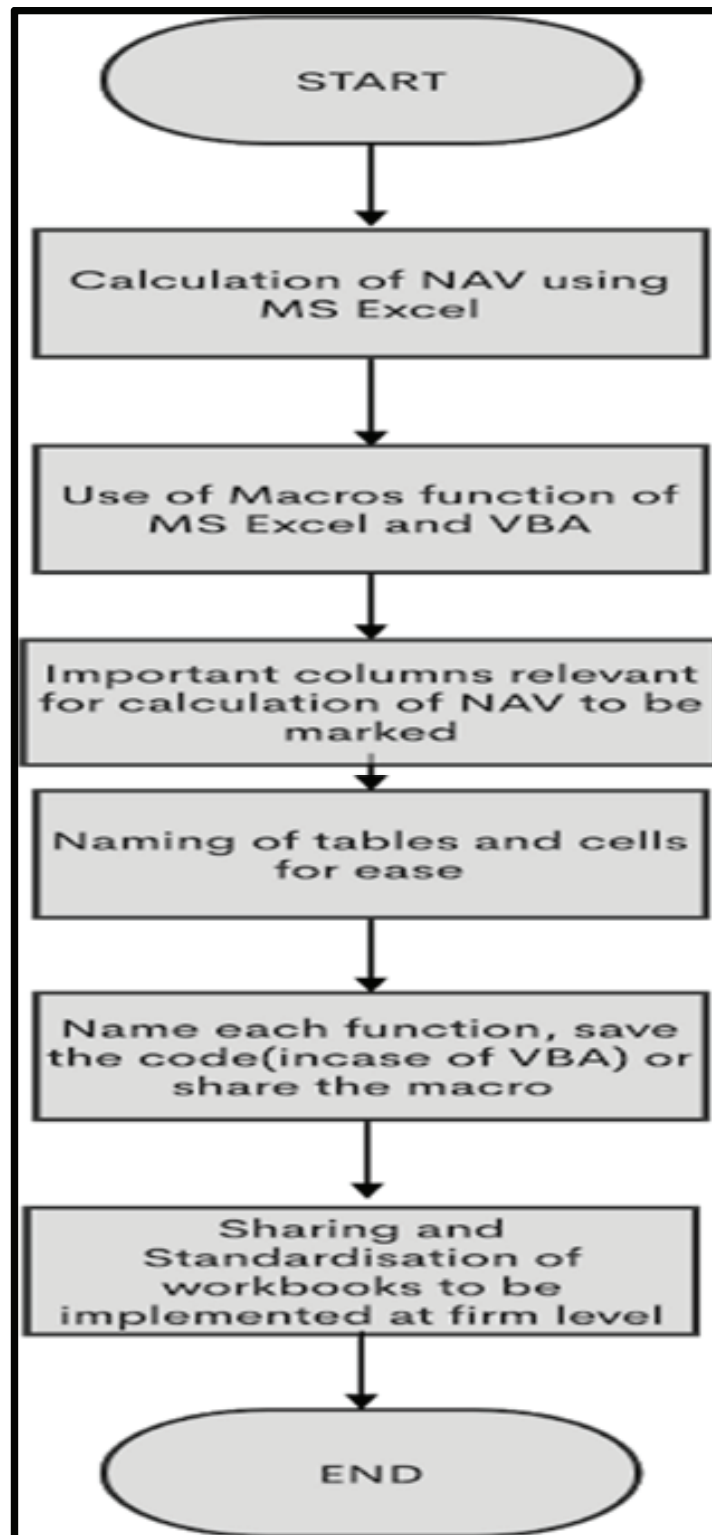 START
Calculation of NAV using
MS Excel
Use of Macros function of
MS Excel and VBA
Important columns relevant
for calculation of NAV to be
marked
Naming of tables and cells
for ease
Name each function, save
the code(incase of VBA) or
share the macro
Sharing and
Standardisation of
workbooks to be
implemented at firm level
END